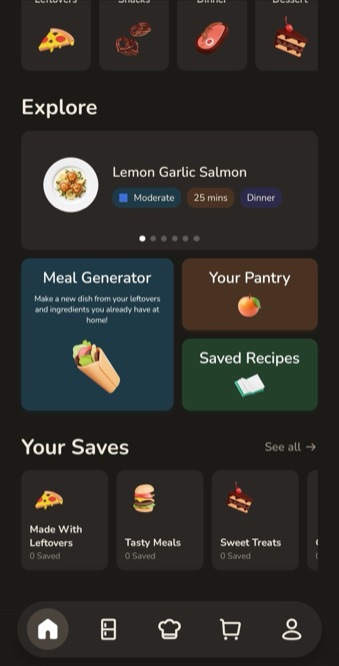 Leftovers
Snacks
Dinner
Dessert
Explore
Lemon Garlic Salmon
Moderate
25 mins
Dinner
Meal Generator
Make a new dish from your leftovers
and ingredients you already have at
home!
Your Pantry
Saved Recipes
Your Saves
See all →
Made With
Leftovers
0 Saved
Tasty Meals
0 Saved
Sweet Treats
0 Saved